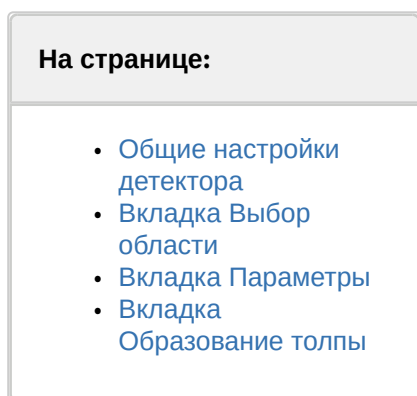 На странице:
• Общие настройки
детектора
• Вкладка Выбор
области
• Вкладка Параметры
• Вкладка
Образование толпы